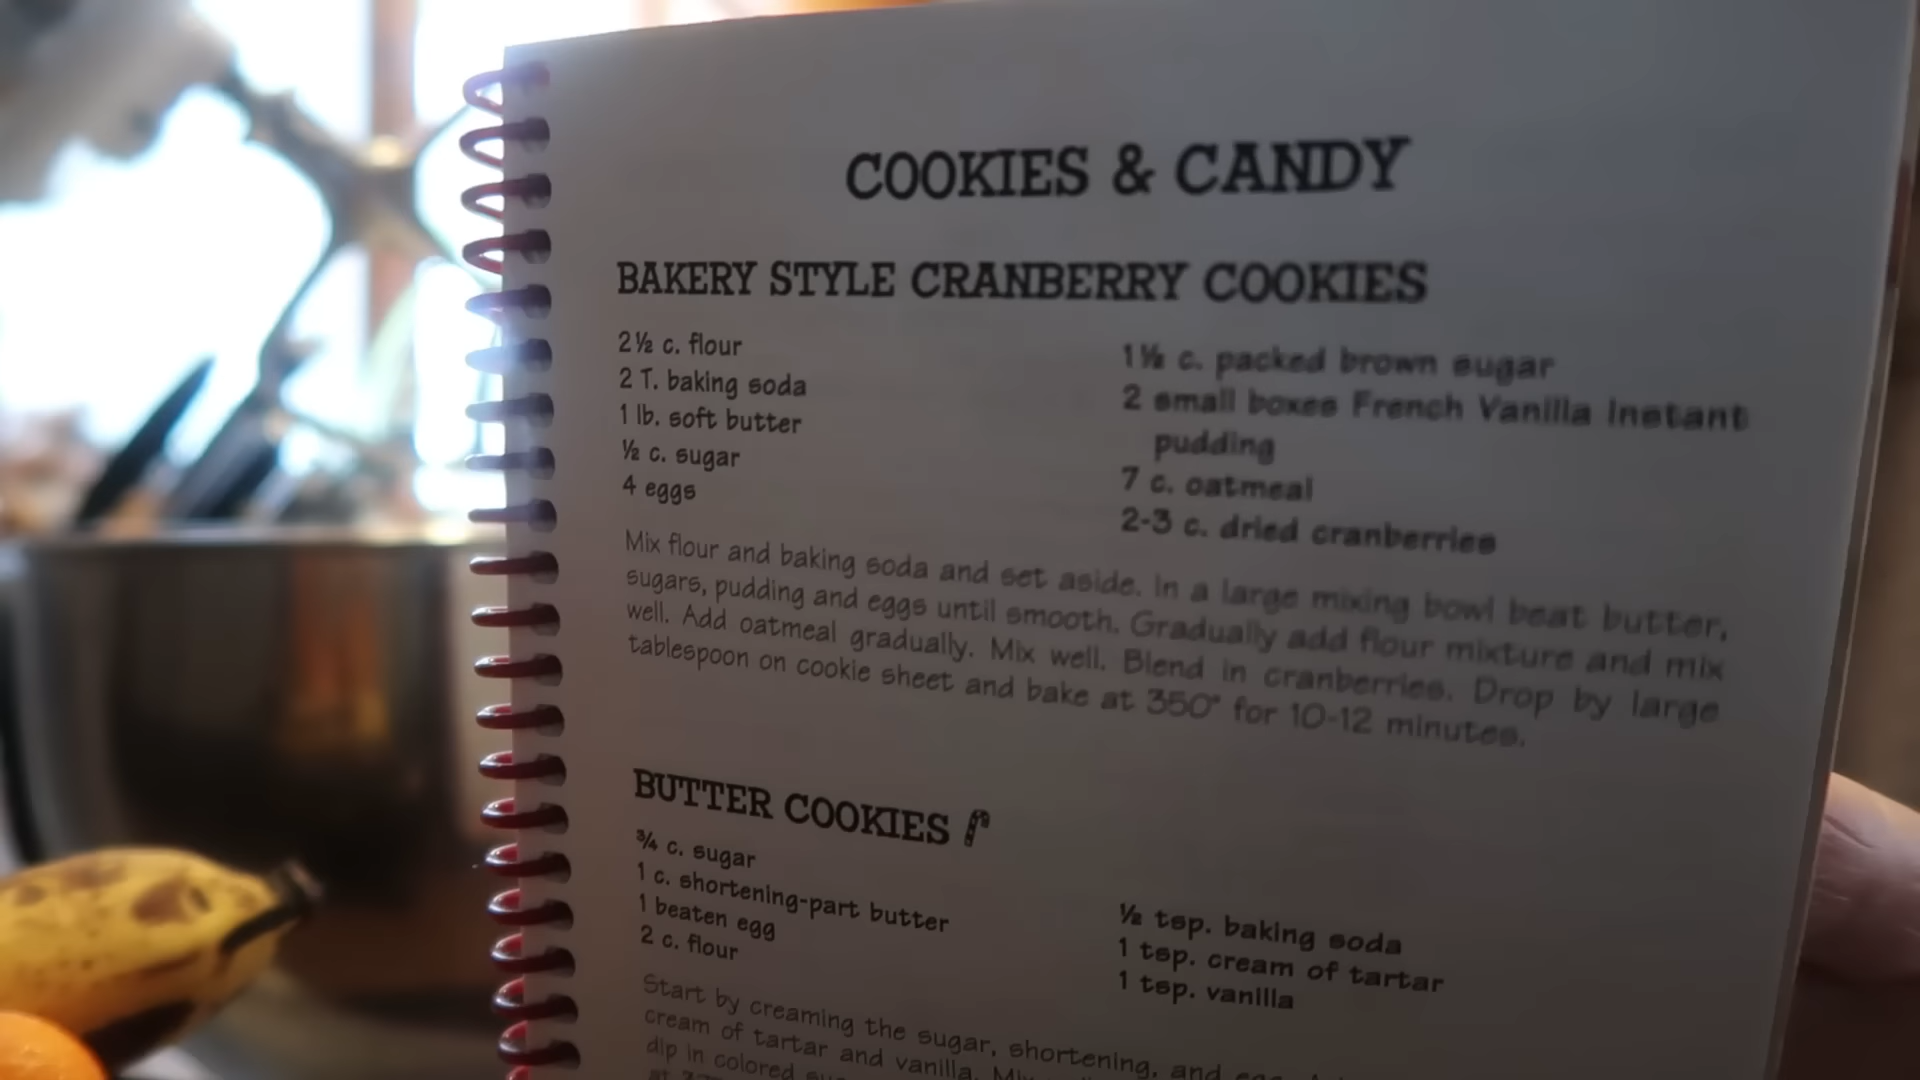 COOKIES & CANDY
BAKERY STYLE CRANBERRY COOKIES
2½ c. flour
2 T. baking soda
1 lb. soft butter
½ c. sugar
4 eggs
1½ c. packed brown sugar
2 small boxes French Vanilla Instant
pudding
7 c. oatmeal
2-3 c. dried cranberries
Mix flour and baking soda and set aside. In a large mixing bowl beat butter,
sugars, pudding and eggs until smooth. Gradually add flour mixture and mix
well. Add oatmeal gradually. Mix well. Blend in cranberries. Drop by large
tablespoon on cookie sheet and bake at 350° for 10-12 minutes.
BUTTER COOKIES
¾ c. sugar
1 c. shortening-part butter
1 beaten egg
2 c. flour
½ tsp. baking soda
1 tsp. cream of tartar
1 tsp. vanilla
Start by creaming the sugar, shortening, and egg.
cream of tartar and vanilla.
dip in colored
at